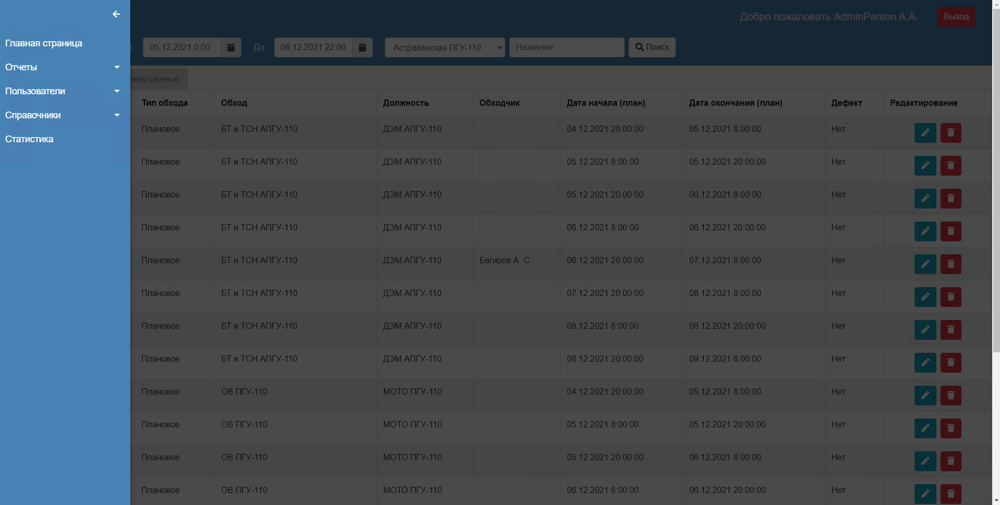 Добро пожаловать AdminPerson A.A. Выход
Главная страница
Отчеты
Пользователи
Справочники
Статистика
т: 05.12.2021 0:00 До: 08.12.2021 22:00 Астраханская ПГУ-110 Название Поиск
авершенные
Тип обхода Обход Должность Обходчик Дата начала (план) Дата окончания (план) Дефект Редактирование
Плановое БТ и ТСН АПГУ-110 ДЭМ АПГУ-110 04.12.2021 20:00:00 05.12.2021 8:00:00 Нет
Плановое БТ и ТСН АПГУ-110 ДЭМ АПГУ-110 05.12.2021 8:00:00 05.12.2021 20:00:00 Нет
Плановое БТ и ТСН АПГУ-110 ДЭМ АПГУ-110 05.12.2021 20:00:00 06.12.2021 8:00:00 Нет
Плановое БТ и ТСН АПГУ-110 ДЭМ АПГУ-110 06.12.2021 8:00:00 06.12.2021 20:00:00 Нет
Плановое БТ и ТСН АПГУ-110 ДЭМ АПГУ-110 Багиров А. С. 06.12.2021 20:00:00 07.12.2021 8:00:00 Нет
Плановое БТ и ТСН АПГУ-110 ДЭМ АПГУ-110 07.12.2021 20:00:00 08.12.2021 8:00:00 Нет
Плановое БТ и ТСН АПГУ-110 ДЭМ АПГУ-110 08.12.2021 8:00:00 08.12.2021 20:00:00 Нет
Плановое БТ и ТСН АПГУ-110 ДЭМ АПГУ-110 08.12.2021 20:00:00 09.12.2021 8:00:00 Нет
Плановое ОВ ПГУ-110 МОТО ПГУ-110 04.12.2021 20:00:00 05.12.2021 8:00:00 Нет
Плановое ОВ ПГУ-110 МОТО ПГУ-110 05.12.2021 8:00:00 05.12.2021 20:00:00 Нет
Плановое ОВ ПГУ-110 МОТО ПГУ-110 05.12.2021 20:00:00 06.12.2021 8:00:00 Нет
Плановое ОВ ПГУ-110 МОТО ПГУ-110 06.12.2021 8:00:00 06.12.2021 20:00:00 Нет